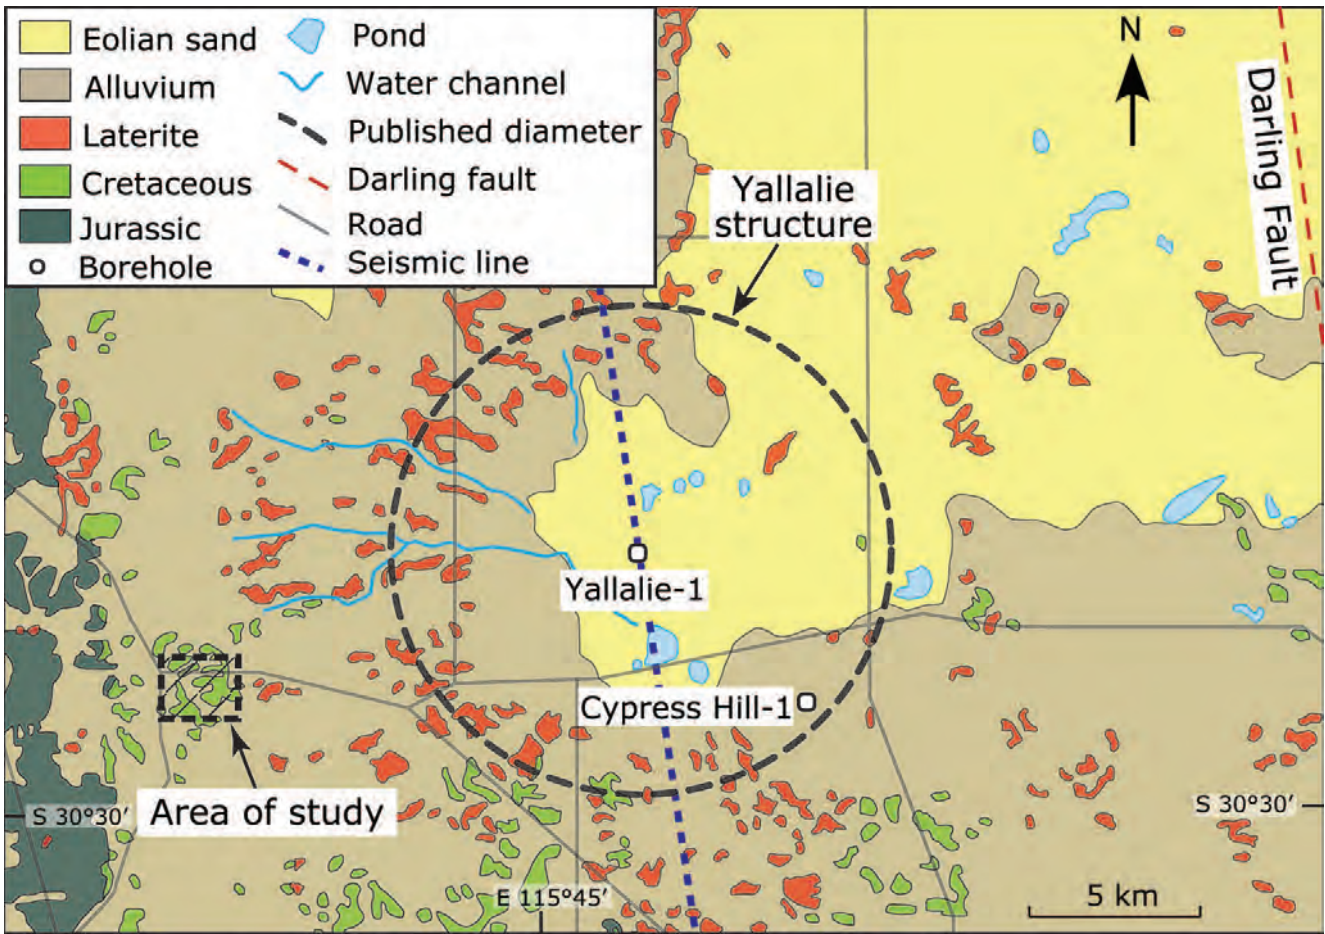 Eolian sand
Alluvium
Laterite
Cretaceous
Jurassic
Borehole
Pond
Water channel
Published diameter
Darling fault
Road
Seismic line
N
Darling Fault
Yallalie
structure
Yallalie-1
Cypress Hill-1
Area of study
S 30°30′
S 30°30′
E 115°45′
5 km